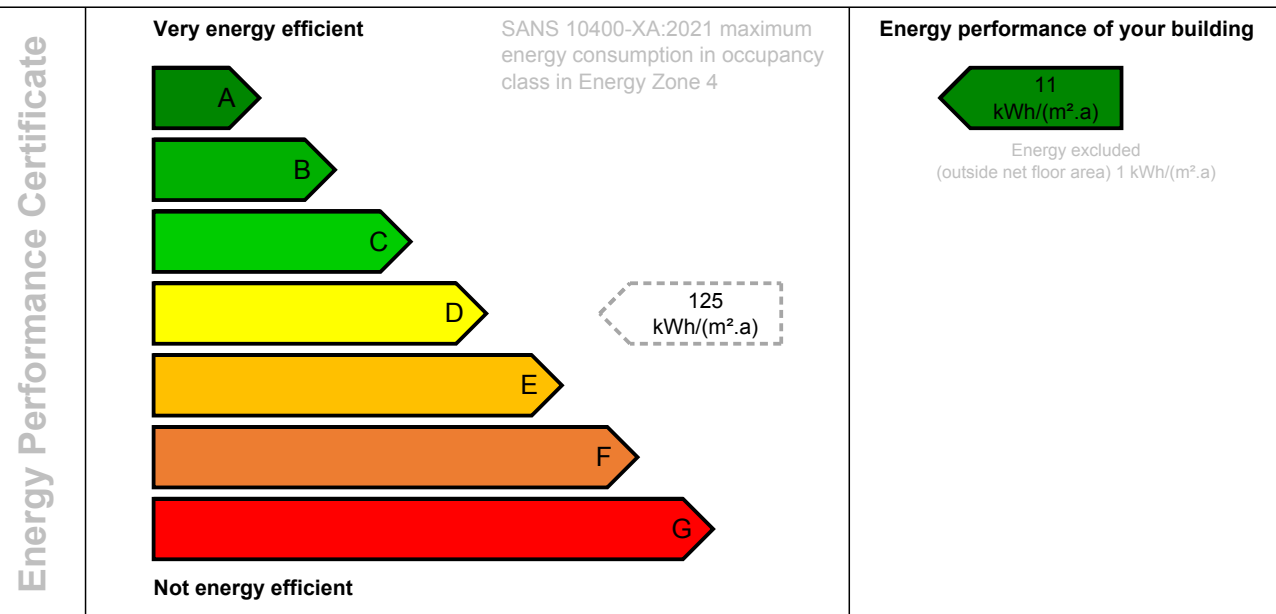 Energy Performance Certificate
Very energy efficient
SANS 10400-XA:2021 maximum
energy consumption in occupancy
class in Energy Zone 4
A
B
C
D
125
kWh/(m².a)
E
F
G
Not energy efficient
Energy performance of your building
11
kWh/(m².a)
Energy excluded
(outside net floor area) 1 kWh/(m².a)